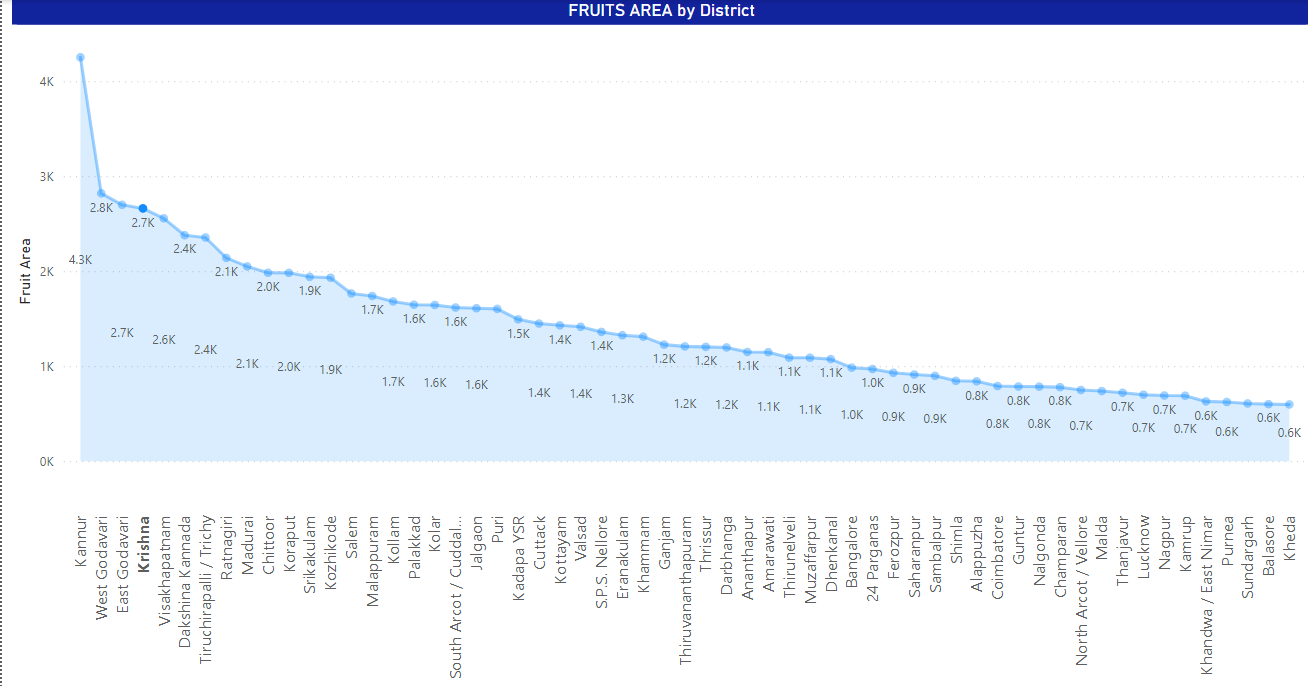 FRUITS AREA by District
Fruit Area
4K
3K
2K
1K
0K
4.3K
2.8K
2.7K
2.7K
2.6K
2.4K
2.4K
2.1K
2.1K
2.0K
2.0K
1.9K
1.9K
1.7K
1.7K
1.6K
1.6K
1.6K
1.6K
1.5K
1.4K
1.4K
1.4K
1.4K
1.3K
1.2K
1.2K
1.2K
1.2K
1.1K
1.1K
1.1K
1.1K
1.1K
1.0K
1.0K
0.9K
0.9K
0.9K
0.8K
0.8K
0.8K
0.8K
0.8K
0.7K
0.7K
0.7K
0.7K
0.7K
0.6K
0.6K
0.6K
0.6K
Kannur
West Godavari
East Godavari
Krishna
Visakhapatnam
Dakshina Kannada
Tiruchirapalli / Trichy
Ratnagiri
Madurai
Chittoor
Koraput
Srikakulam
Kozhikode
Salem
Malappuram
Kollam
Palakkad
Kolar
South Arcot / Cuddal...
Jalgaon
Puri
Kadapa YSR
Cuttack
Kottayam
Valsad
S.P.S. Nellore
Eranakulam
Khammam
Ganjam
Thiruvananthapuram
Thrissur
Darbhanga
Ananthapur
Amarawati
Thirunelveli
Muzaffarpur
Dhenkanal
Bangalore
24 Parganas
Ferozpur
Saharanpur
Sambalpur
Shimla
Alappuzha
Coimbatore
Guntur
Nalgonda
Champaran
North Arcot / Vellore
Malda
Thanjavur
Lucknow
Nagpur
Kamrup
Khandwa / East Nimar
Purnea
Sundargarh
Balasore
Kheda